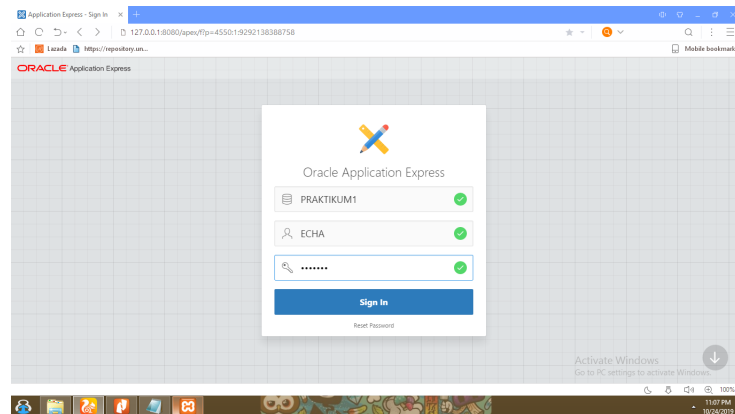 Application Express - Sign In
127.0.0.1:8080/apex/f?p=4550:1:9292138388758
Lazada
https://repository.un...
Mobile bookmark
ORACLE Application Express
Oracle Application Express
PRAKTIKUM1
ECHA
•••••••
Sign In
Reset Password
Activate Windows
Go to PC settings to activate Windows.
100%
11:07 PM
10/24/2019